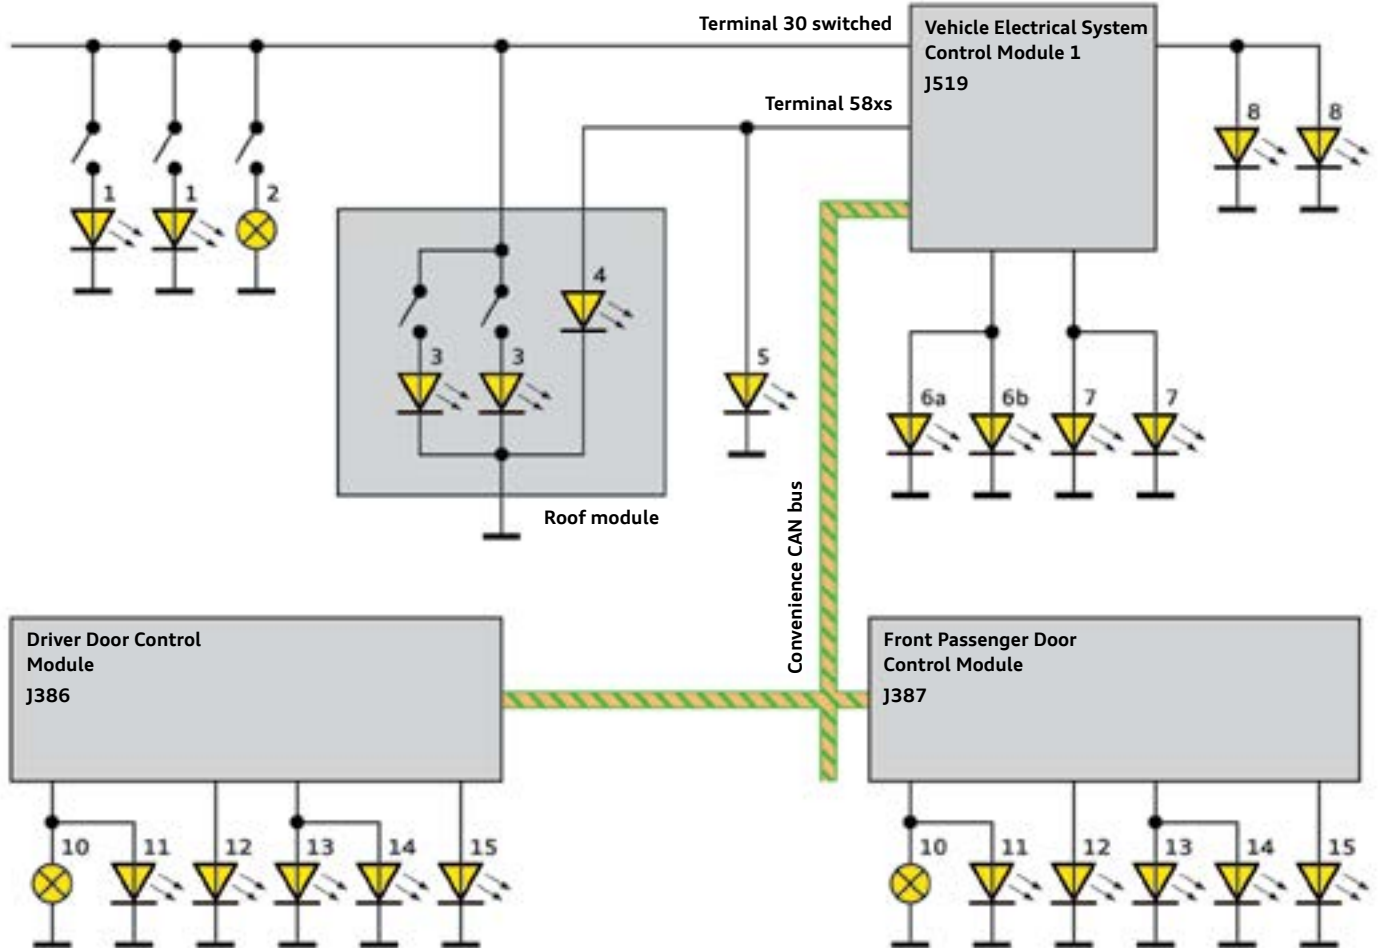 Terminal 30 switched
Vehicle Electrical System
Control Module 1
J519
Terminal 58xs
8 8
1 1 2
4
3 3
5
6a 6b 7 7
Roof module
Convenience CAN bus
Driver Door Control
Module
J386
Front Passenger Door
Control Module
J387
10 11 12 13 14 15
10 11 12 13 14 15